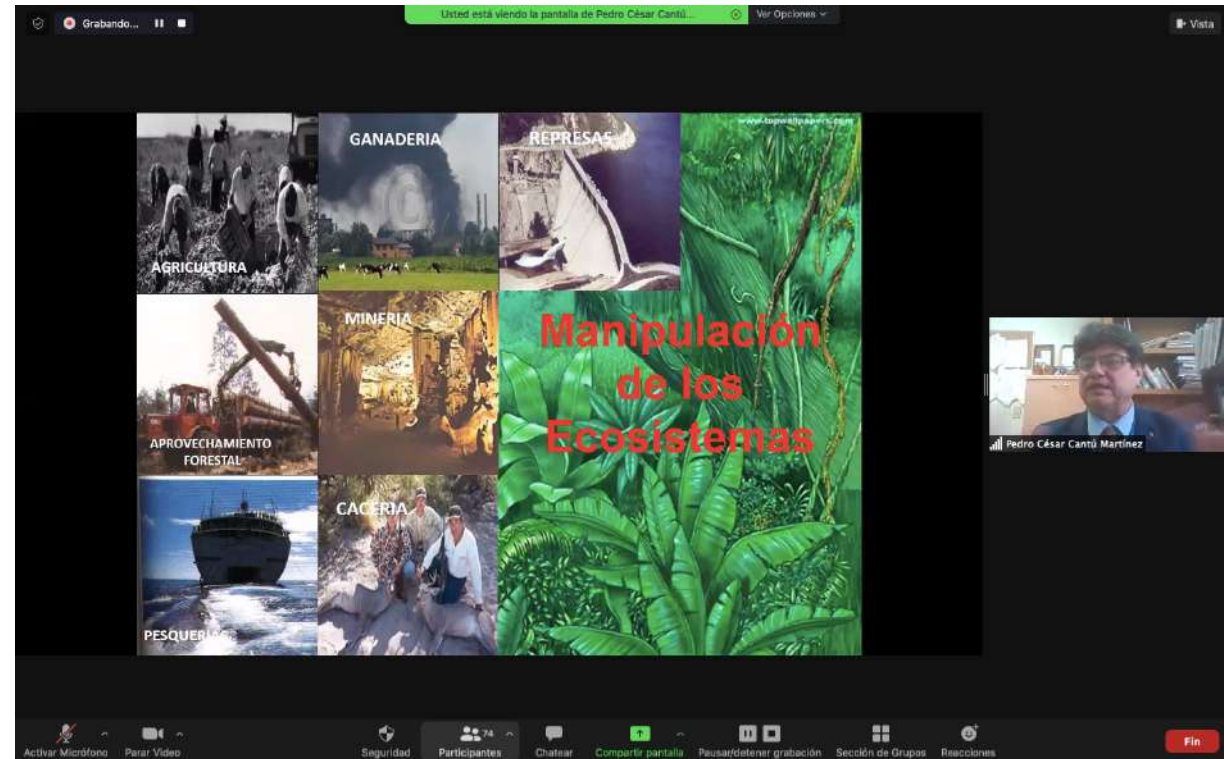 Grabando...
Usted está viendo la pantalla de Pedro César Cantú...
Ver Opciones
Vista
www.topwallpapers.com
GANADERIA
REPRESAS
AGRICULTURA
MINERIA
Manipulación
de los
Ecosistemas
APROVECHAMIENTO
FORESTAL
CACERIA
PESQUERIAS
Pedro César Cantú Martínez
Activar Micrófono
Parar Video
Seguridad
74
Participantes
Chatear
Compartir pantalla
Pausar/detener grabación
Sección de Grupos
Reacciones
Fin